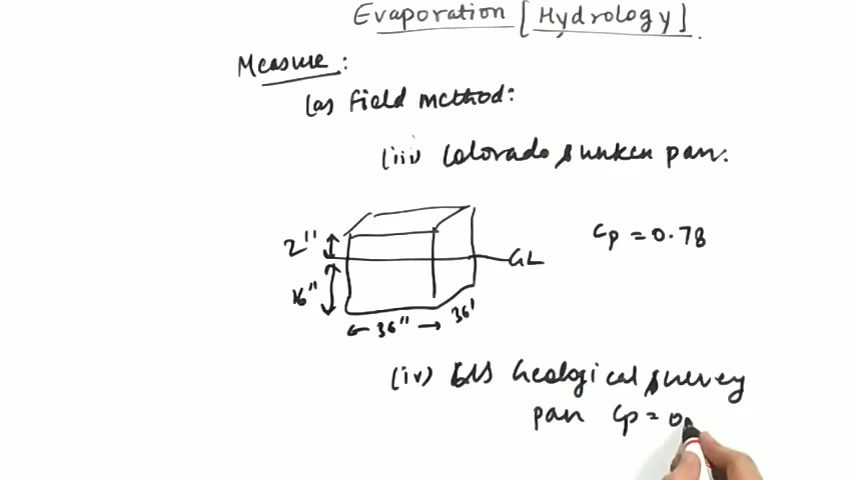 Evaporation [Hydrology].
Measure:
(a) Field method:
(iii) Colorado sunken pan.
2"
Cp = 0.78
GL
16"
36"
36'
(iv) US Geological survey
pan Cp = 0.